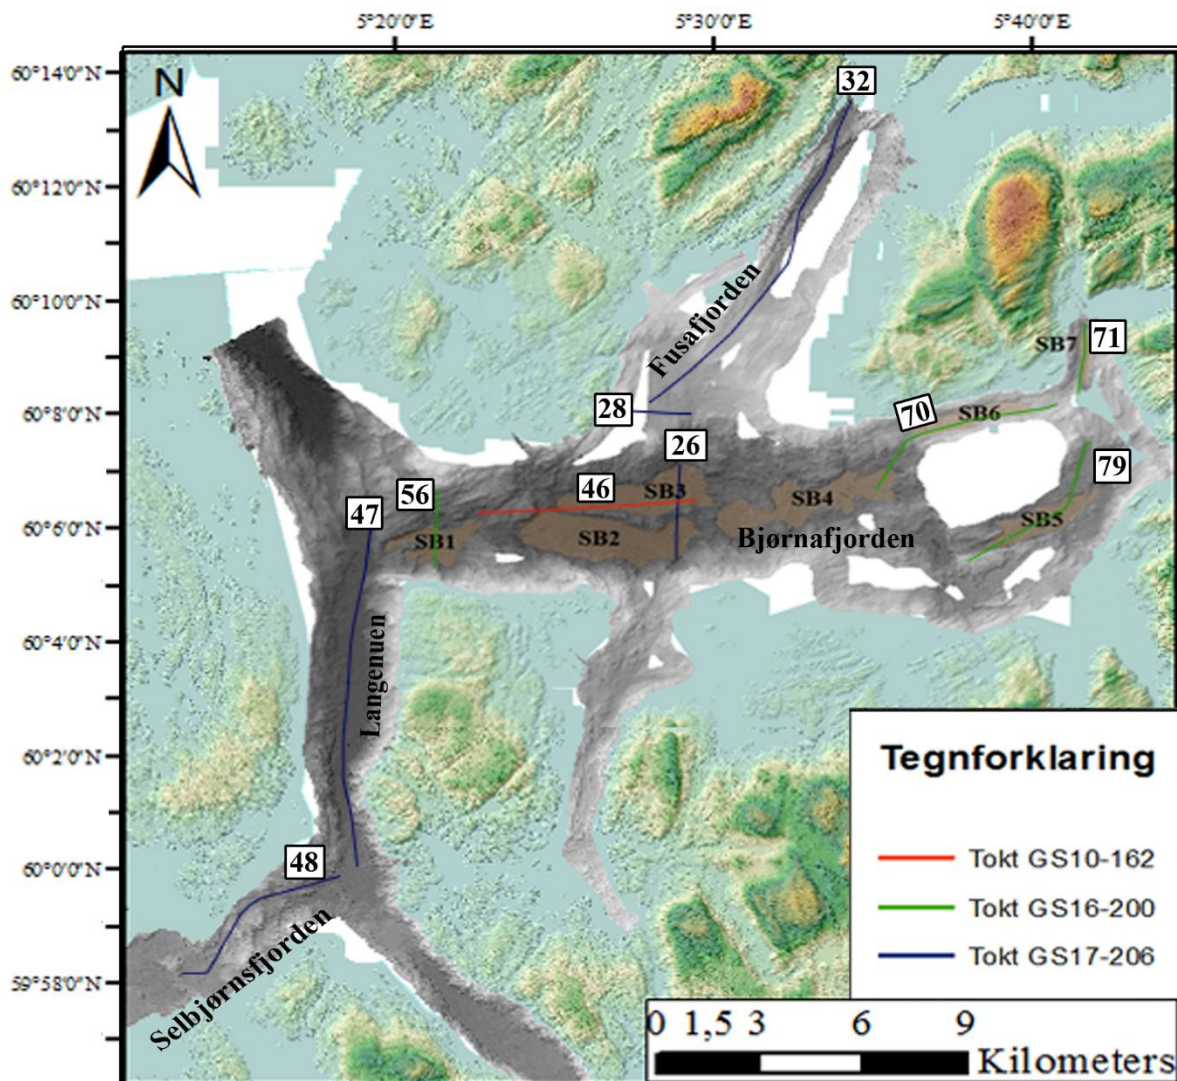 5°20'0"E
5°30'0"E
5°40'0"E
60°14'0"N
N
32
60°12'0"N
60°10'0"N
Fusafjorden
SB7
71
60°8'0"N
28
70
SB6
26
79
56
46
47
SB3
SB4
60°6'0"N
SB1
SB2
Bjørnafjorden
SB5
60°4'0"N
Langenuen
60°2'0"N
Tegnforklaring
60°0'0"N
48
Tokt GS10-162
Tokt GS16-200
Selbjørnsfjorden
Tokt GS17-206
59°58'0"N
0 1,5 3 6 9
Kilometers